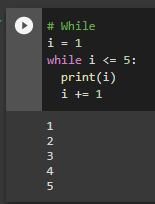 # While
i = 1
while i <= 5:
  print(i)
  i += 1
1
2
3
4
5